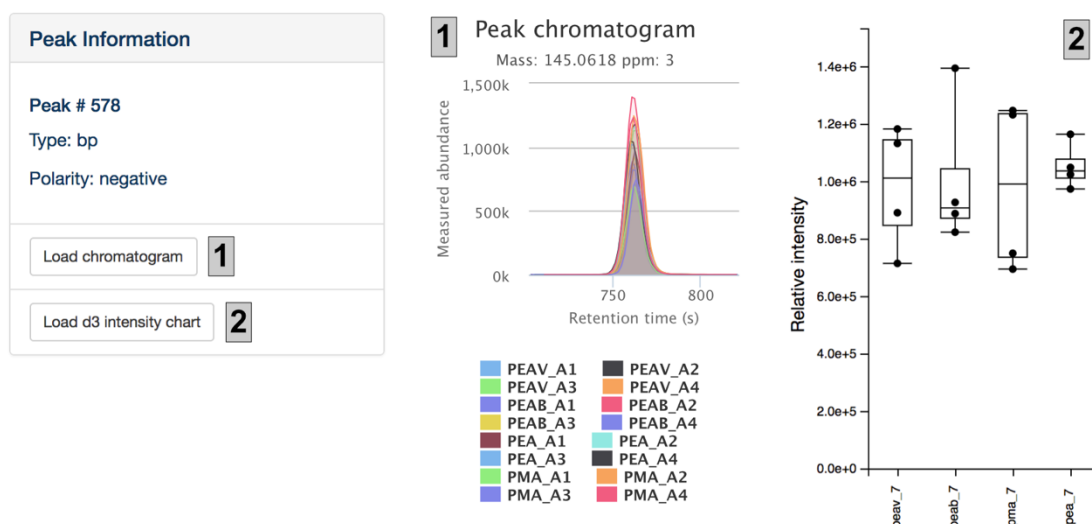 Peak Information
Peak # 578
Type: bp
Polarity: negative
Load chromatogram
1
Load d3 intensity chart
2
1
Peak chromatogram
Mass: 145.0618 ppm: 3
Measured abundance
1,500k
1,000k
500k
0k
750 800
Retention time (s)
PEAV_A1 PEAV_A2
PEAV_A3 PEAV_A4
PEAB_A1 PEAB_A2
PEAB_A3 PEAB_A4
PEA_A1 PEA_A2
PEA_A3 PEA_A4
PMA_A1 PMA_A2
PMA_A3 PMA_A4
2
Relative intensity
1.4e+6
1.2e+6
1.0e+6
8.0e+5
6.0e+5
4.0e+5
2.0e+5
0.0e+0
peav_7
peab_7
pma_7
pea_7